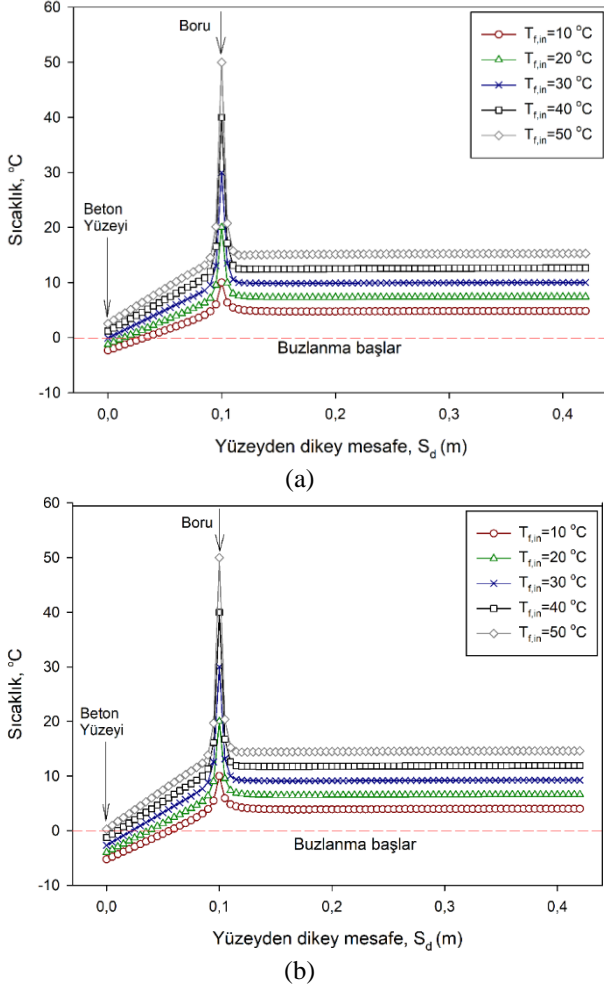 60
50
40
30
20
10
0
-10
Sıcaklık, °C
Boru
Beton
Yüzeyi
Buzlanma başlar
T_f,in=10 °C
T_f,in=20 °C
T_f,in=30 °C
T_f,in=40 °C
T_f,in=50 °C
0,0 0,1 0,2 0,3 0,4
Yüzeyden dikey mesafe, S_d (m)
(a)
60
50
40
30
20
10
0
-10
Sıcaklık, °C
Boru
Beton
Yüzeyi
Buzlanma başlar
T_f,in=10 °C
T_f,in=20 °C
T_f,in=30 °C
T_f,in=40 °C
T_f,in=50 °C
0,0 0,1 0,2 0,3 0,4
Yüzeyden dikey mesafe, S_d (m)
(b)